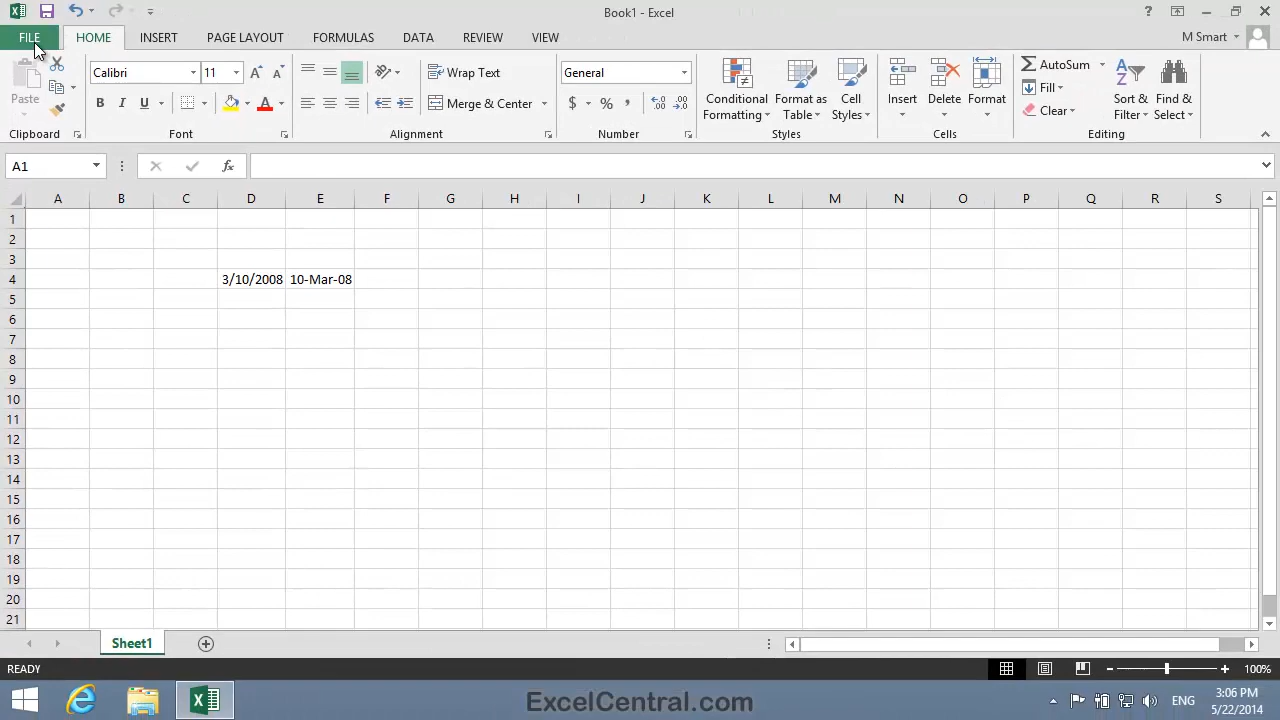 Book1 - Excel
FILE HOME INSERT PAGE LAYOUT FORMULAS DATA REVIEW VIEW M Smart
Calibri 11 Wrap Text General AutoSum
Paste B I U Merge & Center $ % , Conditional Formatting Format as Table Cell Styles Insert Delete Format Fill Clear Sort & Filter Find & Select
Clipboard Font Alignment Number Styles Cells Editing
A1 fx
A B C D E F G H I J K L M N O P Q R S
1
2
3
4 3/10/2008 10-Mar-08
5
6
7
8
9
10
11
12
13
14
15
16
17
18
19
20
21
Sheet1
READY 100%
ExcelCentral.com ENG 3:06 PM
5/22/2014